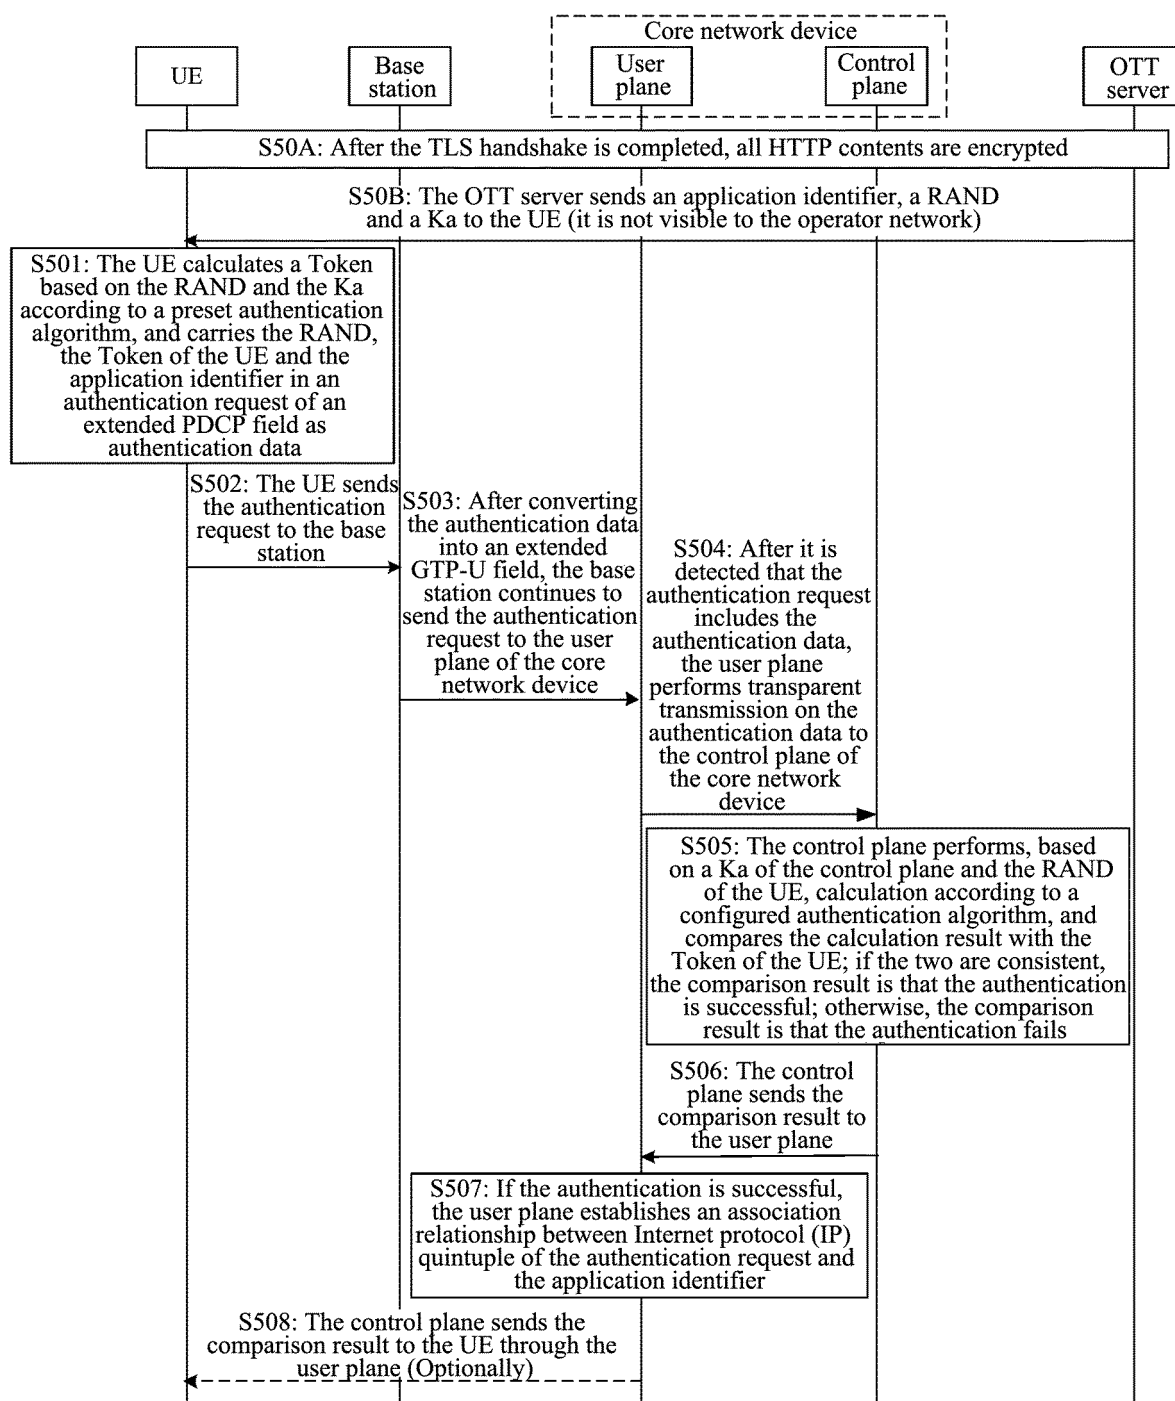 Core network device
UE
Base
station
User
plane
Control
plane
OTT
server
S50A: After the TLS handshake is completed, all HTTP contents are encrypted
S50B: The OTT server sends an application identifier, a RAND
and a Ka to the UE (it is not visible to the operator network)
S501: The UE calculates a Token
based on the RAND and the Ka
according to a preset authentication
algorithm, and carries the RAND,
the Token of the UE and the
application identifier in an
authentication request of an
extended PDCP field as
authentication data
S502: The UE sends
the authentication
request to the base
station
S503: After converting
the authentication data
into an extended
GTP-U field, the base
station continues to
send the authentication
request to the user
plane of the core
network device
S504: After it is
detected that the
authentication request
includes the
authentication data,
the user plane
performs transparent
transmission on the
authentication data to
the control plane of
the core network
device
S505: The control plane performs, based
on a Ka of the control plane and the RAND
of the UE, calculation according to a
configured authentication algorithm, and
compares the calculation result with the
Token of the UE; if the two are consistent,
the comparison result is that the authentication
is successful; otherwise, the comparison
result is that the authentication fails
S506: The control
plane sends the
comparison result to
the user plane
S507: If the authentication is successful,
the user plane establishes an association
relationship between Internet protocol (IP)
quintuple of the authentication request and
the application identifier
S508: The control plane sends the
comparison result to the UE through the
user plane (Optionally)